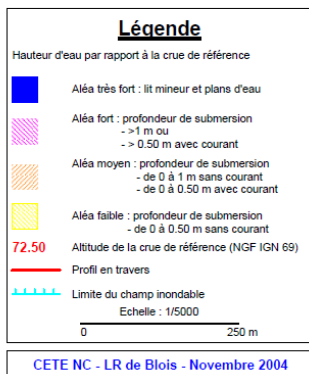 Légende
Hauteur d'eau par rapport à la crue de référence
Aléa très fort : lit mineur et plans d'eau
Aléa fort : profondeur de submersion
- >1 m ou
- > 0.50 m avec courant
Aléa moyen : profondeur de submersion
- de 0 à 1 m sans courant
- de 0 à 0.50 m avec courant
Aléa faible : profondeur de submersion
- de 0 à 0.50 m sans courant
72.50 Altitude de la crue de référence (NGF IGN 69)
Profil en travers
Limite du champ inondable
Echelle : 1/5000
0 250 m
CETE NC - LR de Blois - Novembre 2004